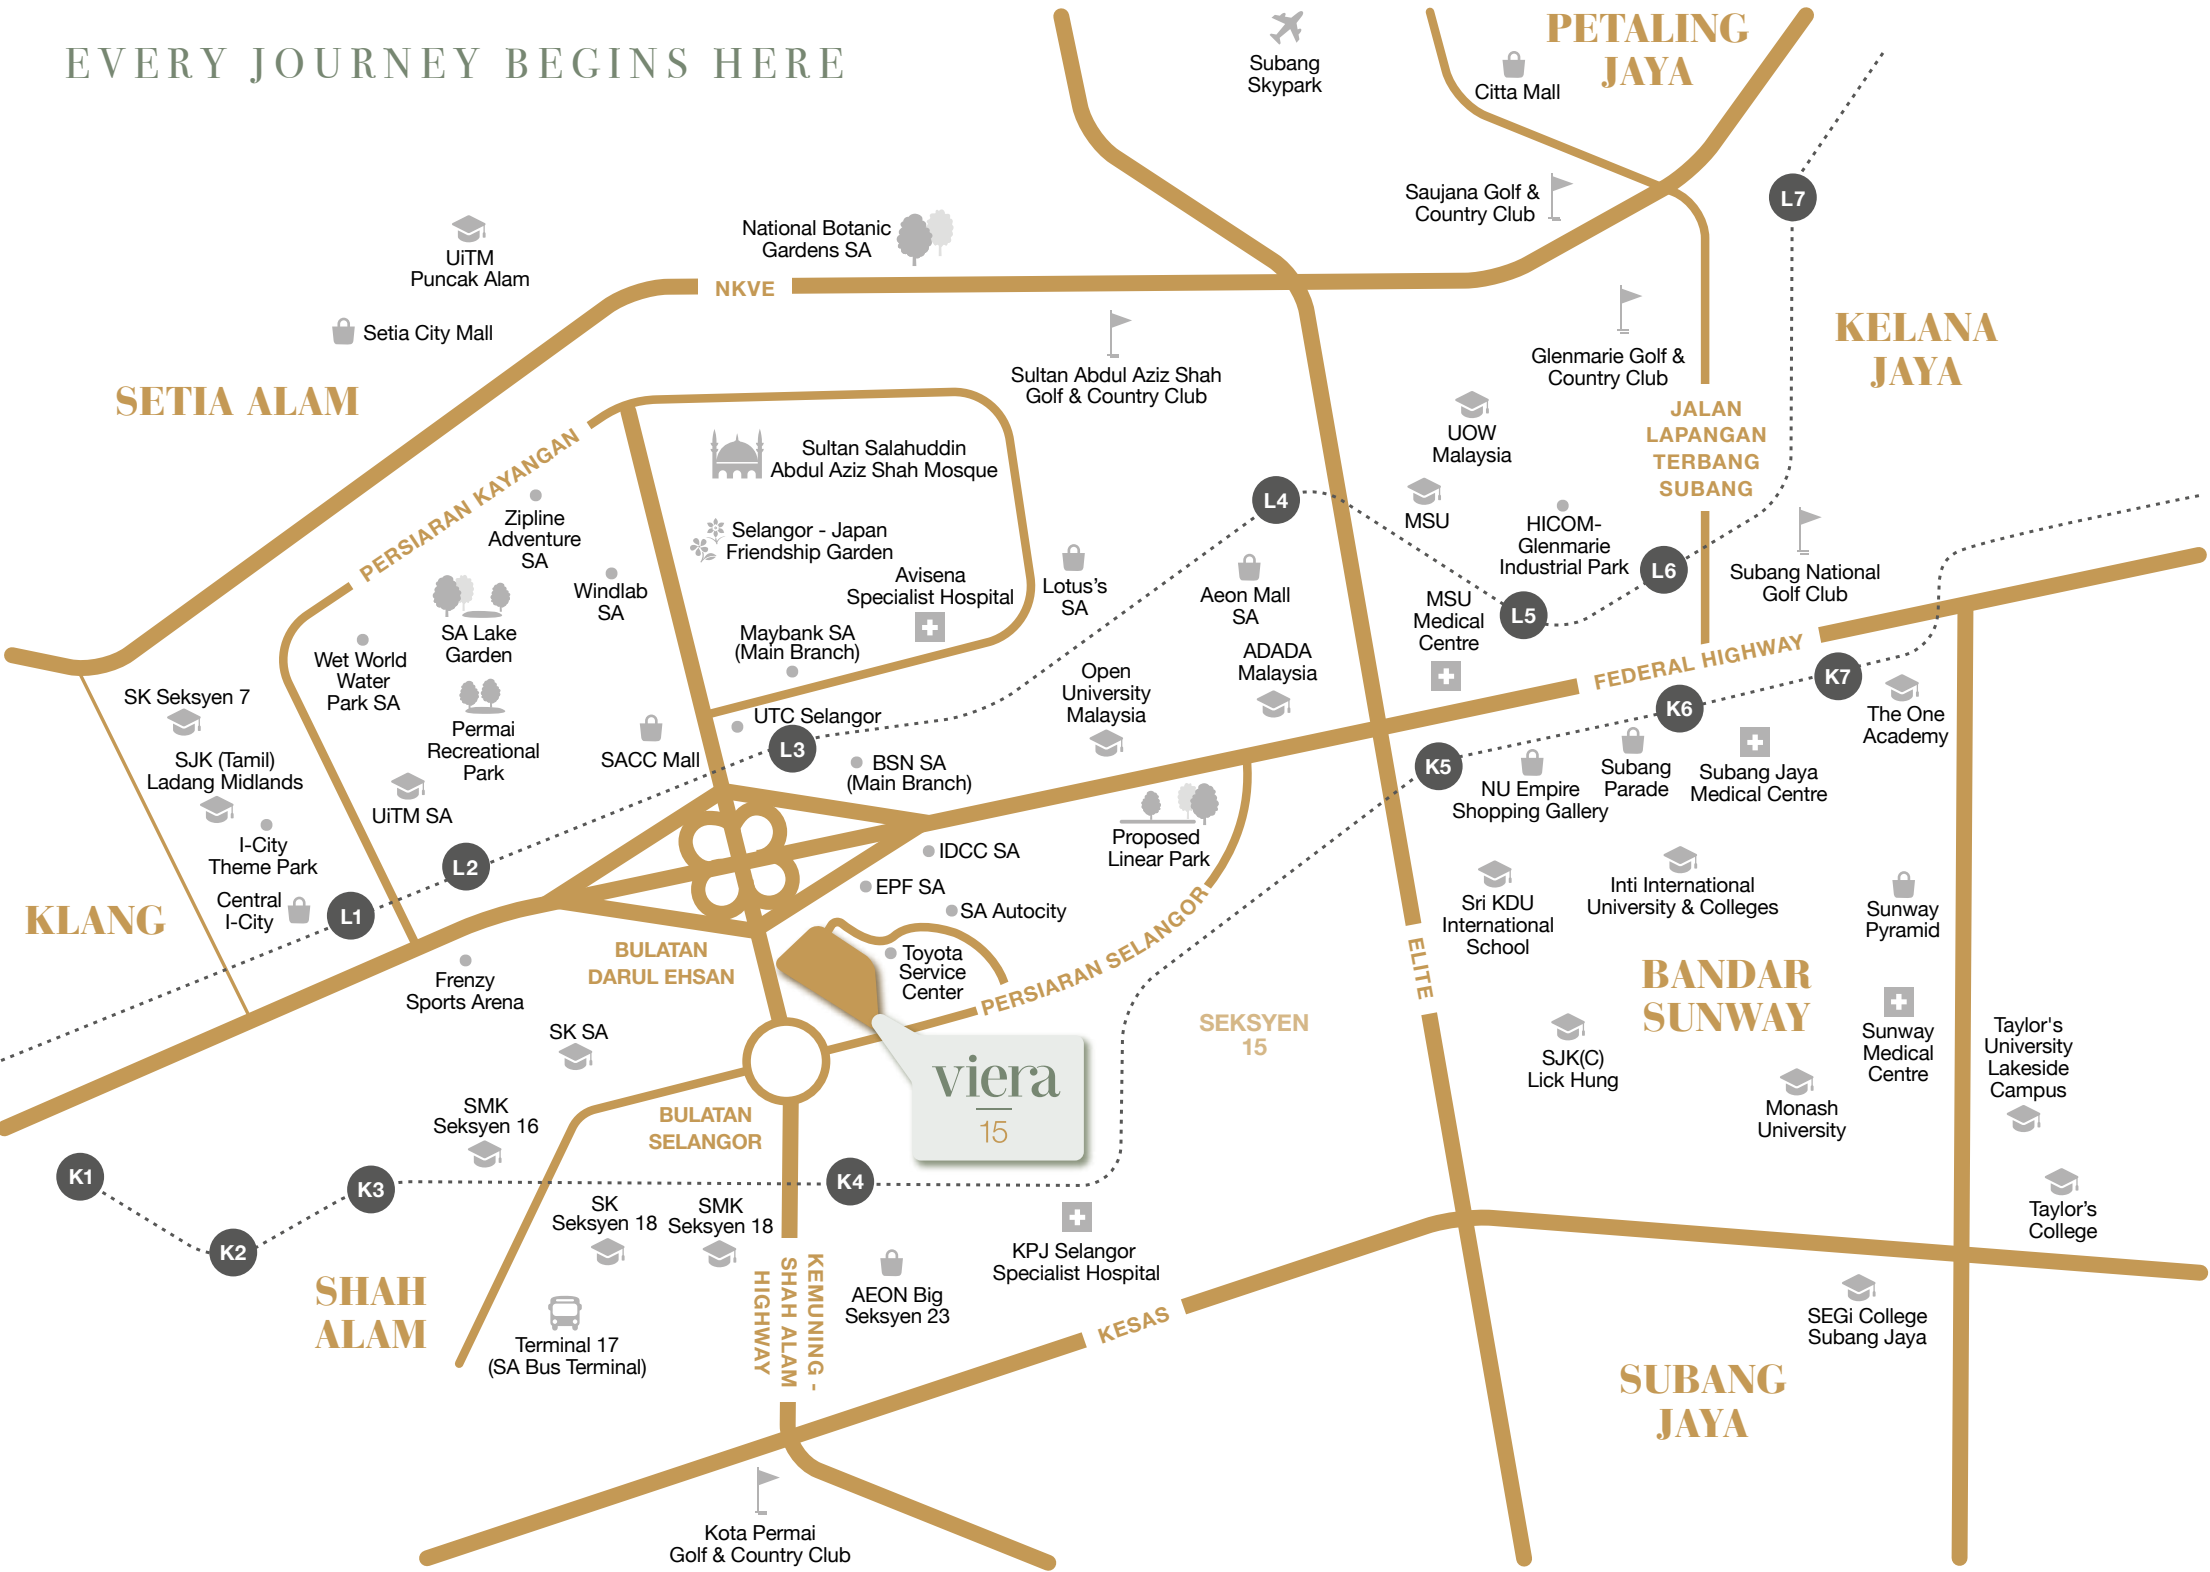 EVERY JOURNEY BEGINS HERE
Subang
Skypark
PETALING
JAYA
Citta Mall
Saujana Golf &
Country Club
L7
UiTM
Puncak Alam
National Botanic
Gardens SA
NKVE
Setia City Mall
SETIA ALAM
Sultan Abdul Aziz Shah
Golf & Country Club
Glenmarie Golf &
Country Club
KELANA
JAYA
JALAN
LAPANGAN
TERBANG
SUBANG
UOW
Malaysia
MSU
PERSIARAN KAYANGAN
Sultan Salahuddin
Abdul Aziz Shah Mosque
Zipline
Adventure
SA
Selangor - Japan
Friendship Garden
Windlab
SA
Avisena
Specialist Hospital
Lotus's
SA
L4
Aeon Mall
SA
HICOM-
Glenmarie
Industrial Park
L6
Subang National
Golf Club
MSU
Medical
Centre
L5
SA Lake
Garden
Wet World
Water
Park SA
Maybank SA
(Main Branch)
Open
University
Malaysia
ADADA
Malaysia
FEDERAL HIGHWAY
SK Seksyen 7
SJK (Tamil)
Ladang Midlands
Permai
Recreational
Park
SACC Mall
UTC Selangor
L3
BSN SA
(Main Branch)
K7
K6
K5
The One
Academy
NU Empire
Shopping Gallery
Subang
Parade
Subang Jaya
Medical Centre
UiTM SA
I-City
Theme Park
L2
Central
I-City
L1
KLANG
Proposed
Linear Park
IDCC SA
EPF SA
SA Autocity
Sri KDU
International
School
Inti International
University & Colleges
Sunway
Pyramid
BULATAN
DARUL EHSAN
Toyota
Service
Center
PERSIARAN SELANGOR
ELITE
BANDAR
SUNWAY
Frenzy
Sports Arena
SK SA
SEKSYEN
15
SJK(C)
Lick Hung
Sunway
Medical
Centre
Taylor's
University
Lakeside
Campus
viera
15
SMK
Seksyen 16
BULATAN
SELANGOR
Monash
University
K1
K2
K3
K4
SK
Seksyen 18
SMK
Seksyen 18
Taylor's
College
KPJ Selangor
Specialist Hospital
SHAH
ALAM
KEMUNING -
SHAH ALAM
HIGHWAY
AEON Big
Seksyen 23
KESAS
SEGi College
Subang Jaya
Terminal 17
(SA Bus Terminal)
SUBANG
JAYA
Kota Permai
Golf & Country Club